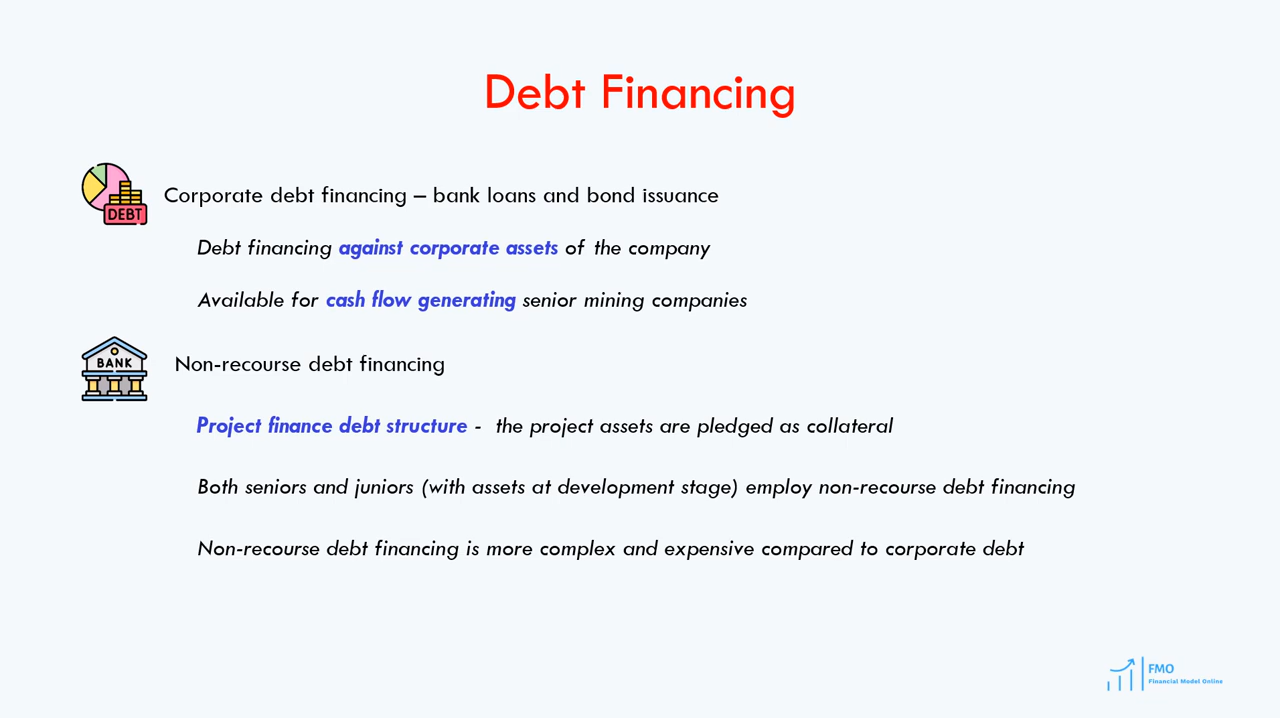 Debt Financing
DEBT
Corporate debt financing – bank loans and bond issuance
Debt financing against corporate assets of the company
Available for cash flow generating senior mining companies
BANK
Non-recourse debt financing
Project finance debt structure - the project assets are pledged as collateral
Both seniors and juniors (with assets at development stage) employ non-recourse debt financing
Non-recourse debt financing is more complex and expensive compared to corporate debt
FMO
Financial Model Online